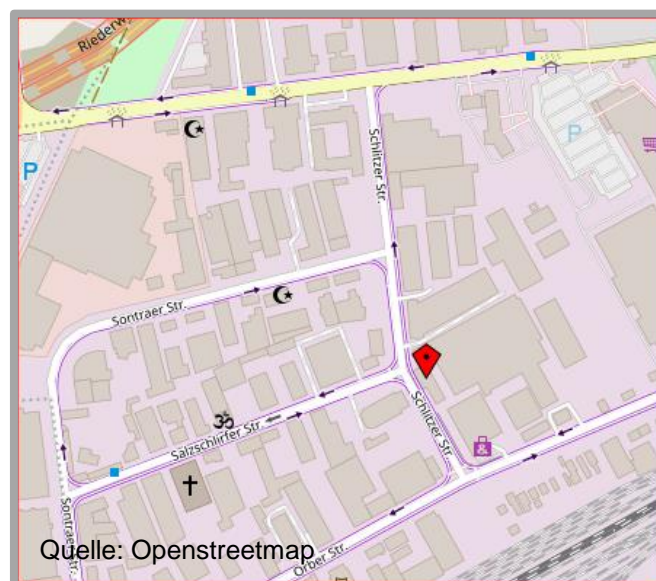 Riederw
Schlitzer Str.
P
P
Sontraer Str.
Salzschlirfer Str.
Schlitzer Str.
Sontraer Str.
Orber Str.
Quelle: Openstreetmap